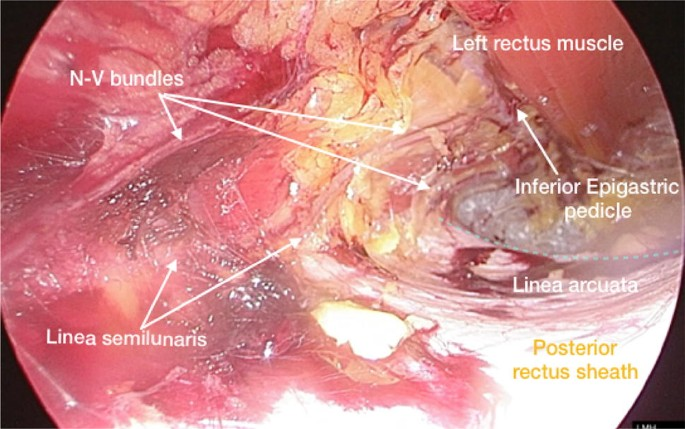 Left rectus muscle
N-V bundles
Inferior Epigastric
pedicle
Linea arcuata
Linea semilunaris
Posterior
rectus sheath